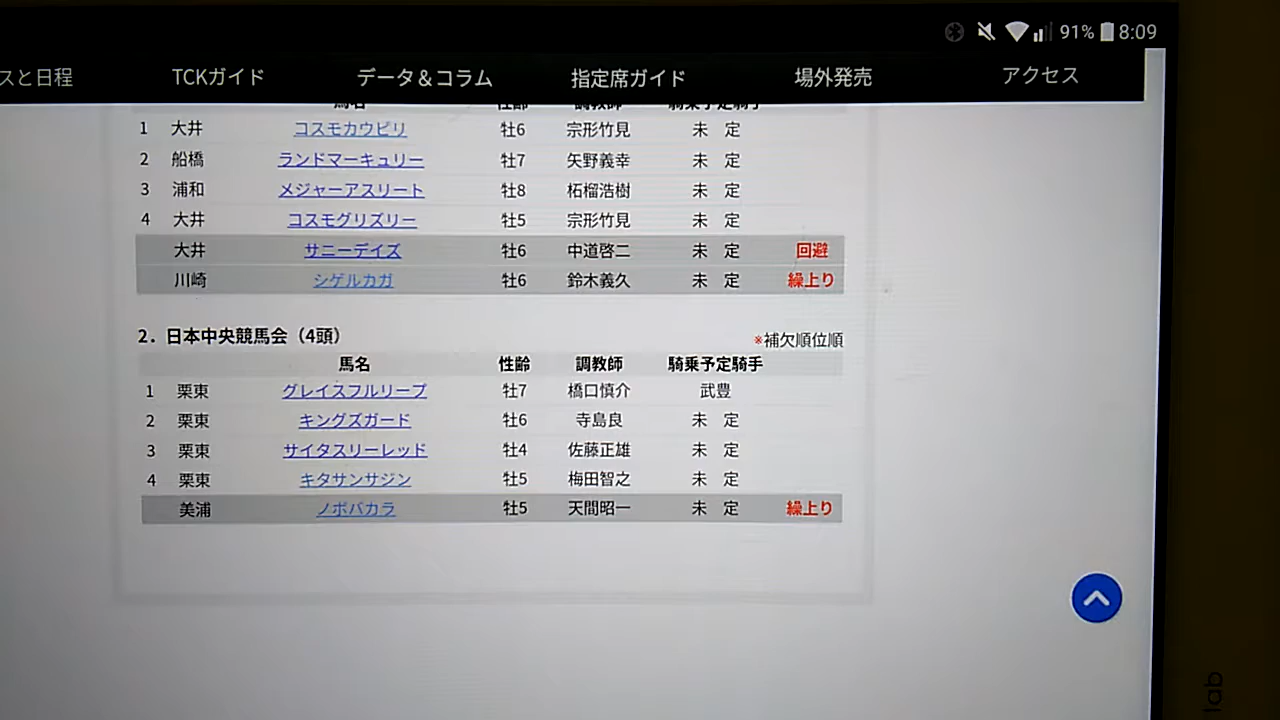 91% 8:09
スと日程 TCKガイド データ＆コラム 指定席ガイド 場外発売 アクセス
馬名 性齢 調教師 騎乗予定騎手
1 大井 コスモカウピリ 牡6 宗形竹見 未 定
2 船橋 ランドマーキュリー 牡7 矢野義幸 未 定
3 浦和 メジャーアスリート 牡8 柘榴浩樹 未 定
4 大井 コスモグリズリー 牡5 宗形竹見 未 定
大井 サニーデイズ 牡6 中道啓二 未 定 回避
川崎 シゲルカガ 牡6 鈴木義久 未 定 繰上り
2．日本中央競馬会（4頭）
※補欠順位順
馬名 性齢 調教師 騎乗予定騎手
1 栗東 グレイスフルリープ 牡7 橋口慎介 武豊
2 栗東 キングズガード 牡6 寺島良 未 定
3 栗東 サイタスリーレッド 牡4 佐藤正雄 未 定
4 栗東 キタサンサジン 牡5 梅田智之 未 定
美浦 ノボバカラ 牡5 天間昭一 未 定 繰上り
lab